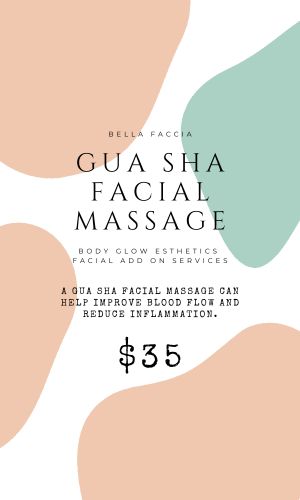 BELLA FACCIA
GUA SHA
FACIAL
MASSAGE
BODY GLOW ESTHETICS
FACIAL ADD ON SERVICES
A GUA SHA FACIAL MASSAGE CAN
HELP IMPROVE BLOOD FLOW AND
REDUCE INFLAMMATION.
$35